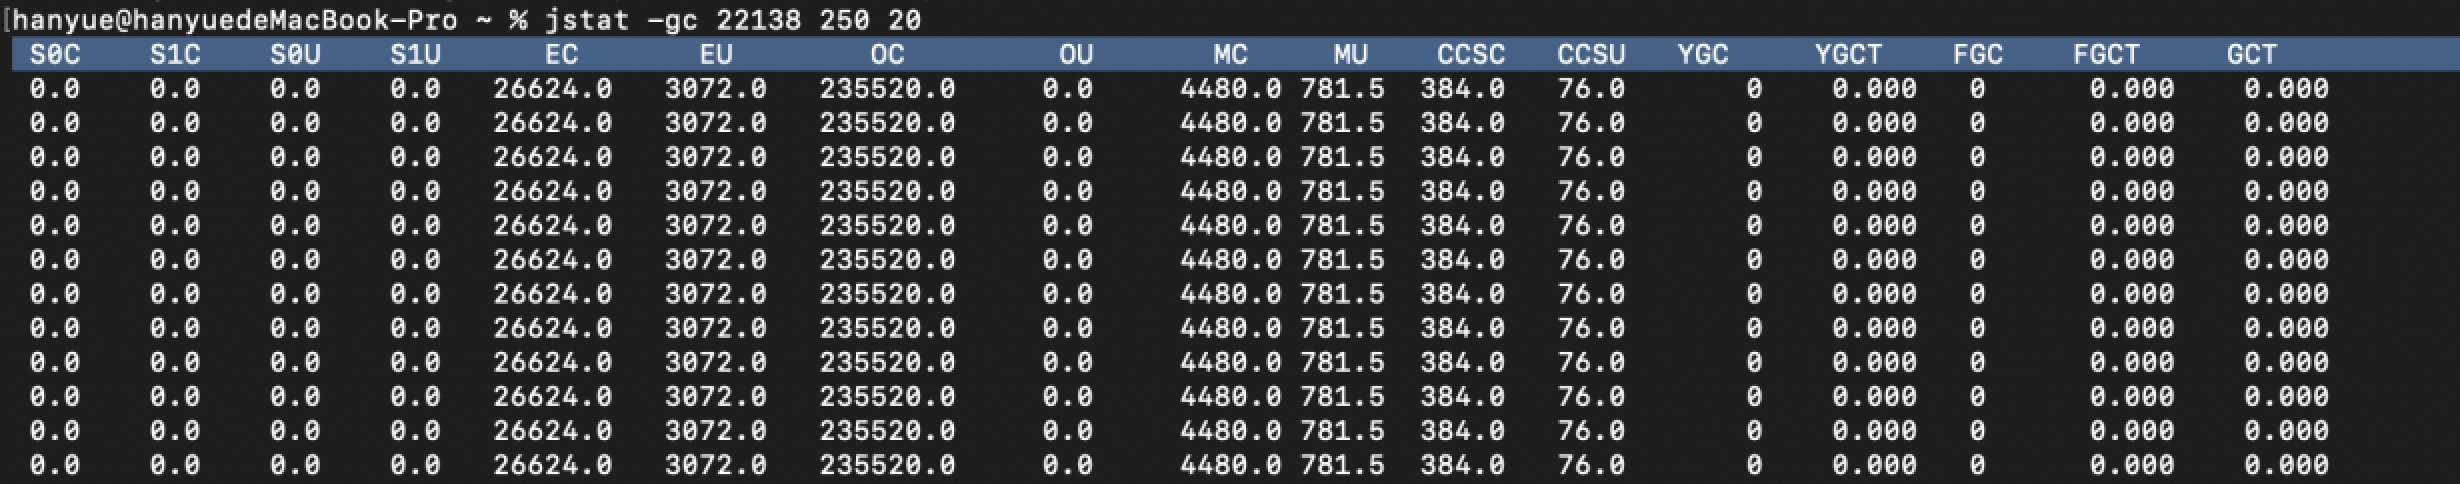 [hanyue@hanyuedeMacBook-Pro ~ % jstat -gc 22138 250 20
S0C S1C S0U S1U EC EU OC OU MC MU CCSC CCSU YGC YGCT FGC FGCT GCT
0.0 0.0 0.0 0.0 26624.0 3072.0 235520.0 0.0 4480.0 781.5 384.0 76.0 0 0.000 0 0.000 0.000
0.0 0.0 0.0 0.0 26624.0 3072.0 235520.0 0.0 4480.0 781.5 384.0 76.0 0 0.000 0 0.000 0.000
0.0 0.0 0.0 0.0 26624.0 3072.0 235520.0 0.0 4480.0 781.5 384.0 76.0 0 0.000 0 0.000 0.000
0.0 0.0 0.0 0.0 26624.0 3072.0 235520.0 0.0 4480.0 781.5 384.0 76.0 0 0.000 0 0.000 0.000
0.0 0.0 0.0 0.0 26624.0 3072.0 235520.0 0.0 4480.0 781.5 384.0 76.0 0 0.000 0 0.000 0.000
0.0 0.0 0.0 0.0 26624.0 3072.0 235520.0 0.0 4480.0 781.5 384.0 76.0 0 0.000 0 0.000 0.000
0.0 0.0 0.0 0.0 26624.0 3072.0 235520.0 0.0 4480.0 781.5 384.0 76.0 0 0.000 0 0.000 0.000
0.0 0.0 0.0 0.0 26624.0 3072.0 235520.0 0.0 4480.0 781.5 384.0 76.0 0 0.000 0 0.000 0.000
0.0 0.0 0.0 0.0 26624.0 3072.0 235520.0 0.0 4480.0 781.5 384.0 76.0 0 0.000 0 0.000 0.000
0.0 0.0 0.0 0.0 26624.0 3072.0 235520.0 0.0 4480.0 781.5 384.0 76.0 0 0.000 0 0.000 0.000
0.0 0.0 0.0 0.0 26624.0 3072.0 235520.0 0.0 4480.0 781.5 384.0 76.0 0 0.000 0 0.000 0.000
0.0 0.0 0.0 0.0 26624.0 3072.0 235520.0 0.0 4480.0 781.5 384.0 76.0 0 0.000 0 0.000 0.000